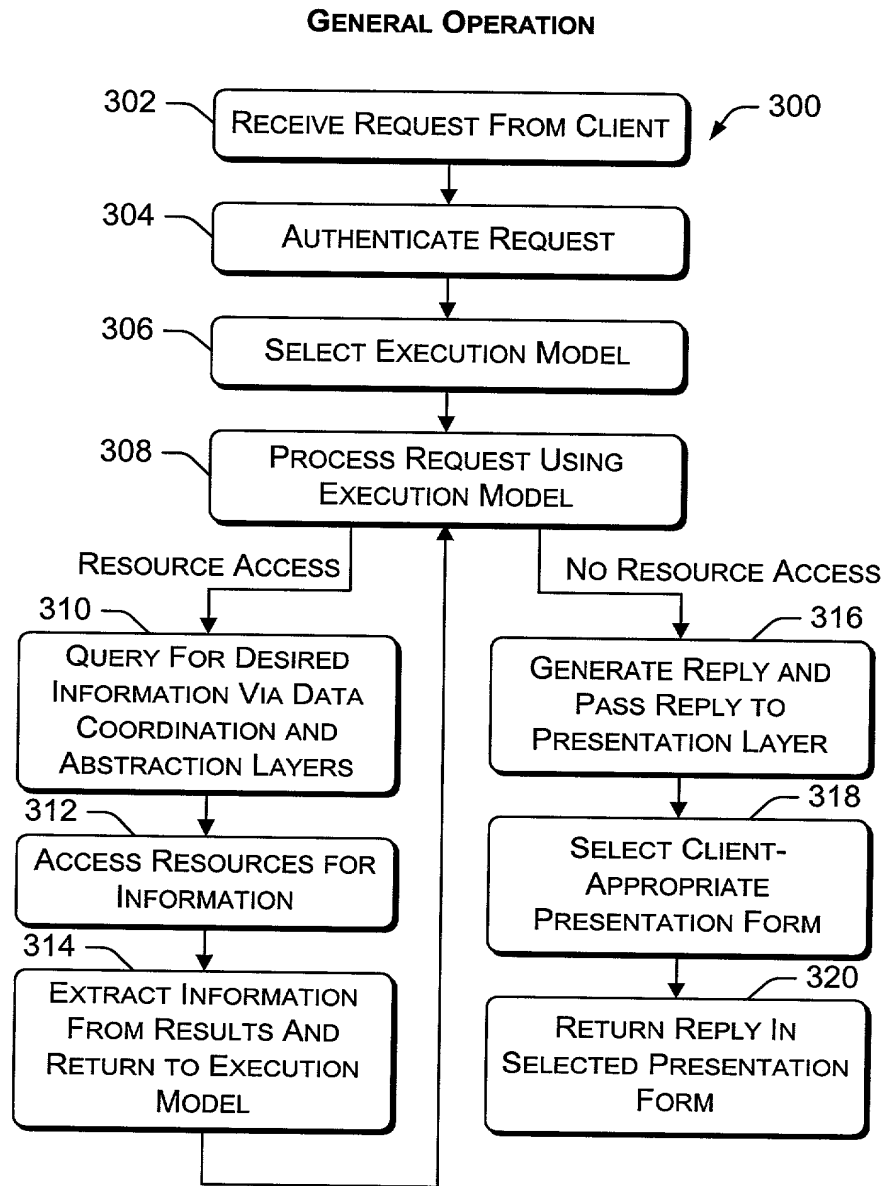 GENERAL OPERATION
302
RECEIVE REQUEST FROM CLIENT
300
304
AUTHENTICATE REQUEST
306
SELECT EXECUTION MODEL
308
PROCESS REQUEST USING
EXECUTION MODEL
RESOURCE ACCESS
NO RESOURCE ACCESS
310
QUERY FOR DESIRED
INFORMATION VIA DATA
COORDINATION AND
ABSTRACTION LAYERS
312
ACCESS RESOURCES FOR
INFORMATION
314
EXTRACT INFORMATION
FROM RESULTS AND
RETURN TO EXECUTION
MODEL
316
GENERATE REPLY AND
PASS REPLY TO
PRESENTATION LAYER
318
SELECT CLIENT-
APPROPRIATE
PRESENTATION FORM
320
RETURN REPLY IN
SELECTED PRESENTATION
FORM